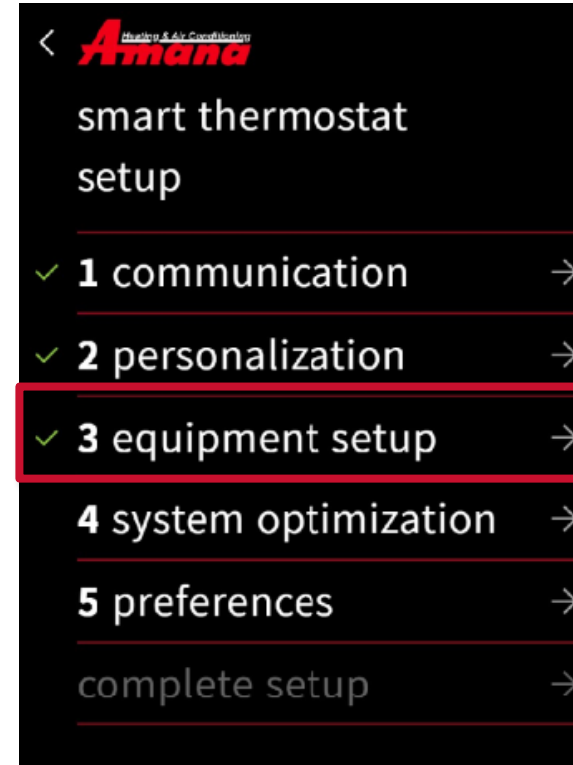 Heating & Air Conditioning
Amana
smart thermostat
setup
1 communication
2 personalization
3 equipment setup
4 system optimization
5 preferences
complete setup